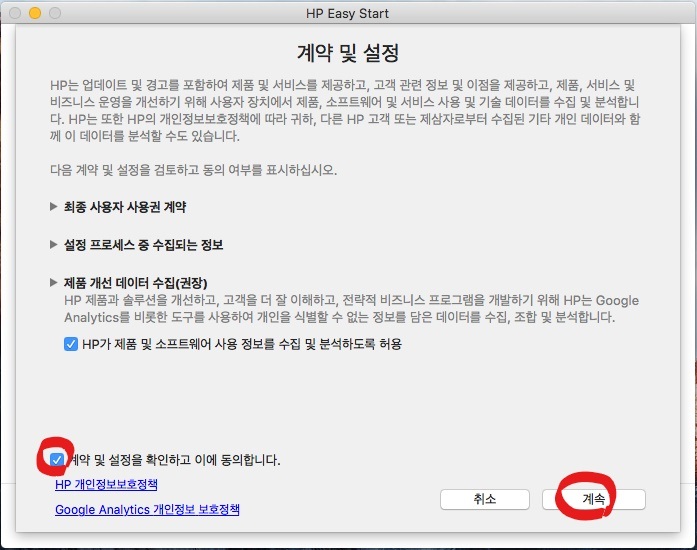 HP Easy Start
계약 및 설정
HP는 업데이트 및 경고를 포함하여 제품 및 서비스를 제공하고, 고객 관련 정보 및 이점을 제공하고, 제품, 서비스 및
비즈니스 운영을 개선하기 위해 사용자 장치에서 제품, 소프트웨어 및 서비스 사용 및 기술 데이터를 수집 및 분석합니
다. HP는 또한 HP의 개인정보보호정책에 따라 귀하, 다른 HP 고객 또는 제삼자로부터 수집된 기타 개인 데이터와 함
께 이 데이터를 분석할 수도 있습니다.
다음 계약 및 설정을 검토하고 동의 여부를 표시하십시오.
최종 사용자 사용권 계약
설정 프로세스 중 수집되는 정보
제품 개선 데이터 수집(권장)
HP 제품과 솔루션을 개선하고, 고객을 더 잘 이해하고, 전략적 비즈니스 프로그램을 개발하기 위해 HP는 Google
Analytics를 비롯한 도구를 사용하여 개인을 식별할 수 없는 정보를 담은 데이터를 수집, 조합 및 분석합니다.
HP가 제품 및 소프트웨어 사용 정보를 수집 및 분석하도록 허용
계약 및 설정을 확인하고 이에 동의합니다.
HP 개인정보보호정책
Google Analytics 개인정보 보호정책
취소
계속